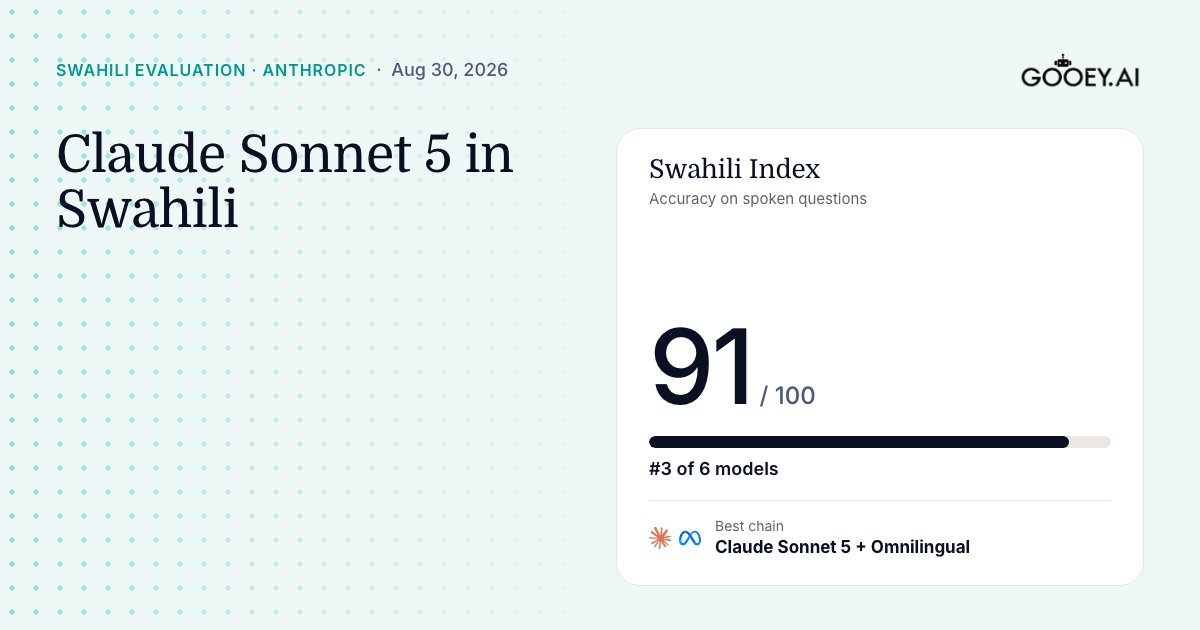 SWAHILI EVALUATION · ANTHROPIC · Aug 30, 2026
GOOEY.AI
Claude Sonnet 5 in
Swahili
Swahili Index
Accuracy on spoken questions
91 / 100
#3 of 6 models
Best chain
Claude Sonnet 5 + Omnilingual